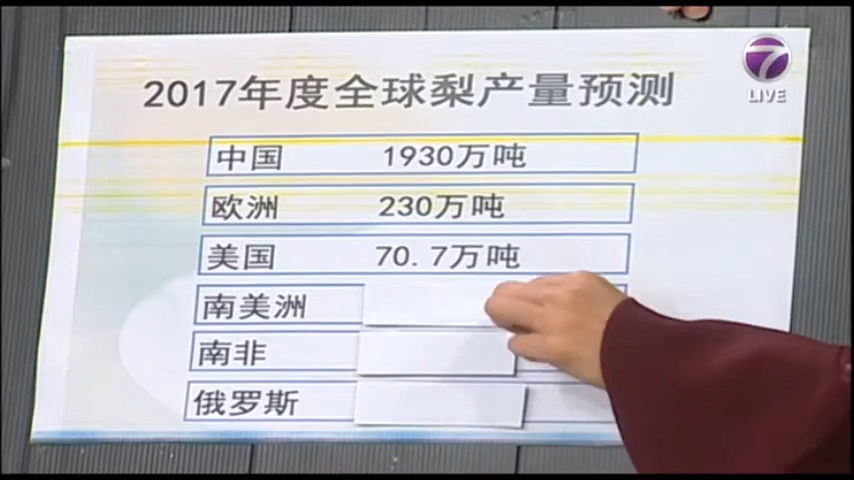 2017年度全球梨产量预测
7
LIVE
中国 1930万吨
欧洲 230万吨
美国 70.7万吨
南美洲
南非
俄罗斯